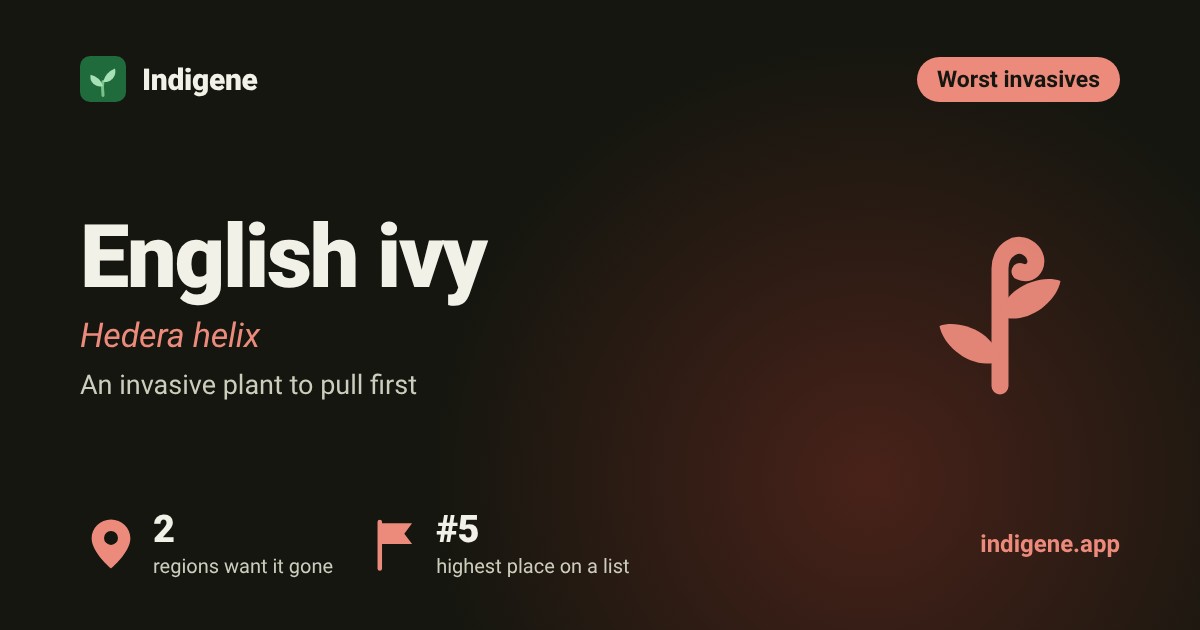 Indigene
Worst invasives
English ivy
Hedera helix
An invasive plant to pull first
2
regions want it gone
#5
highest place on a list
indigene.app